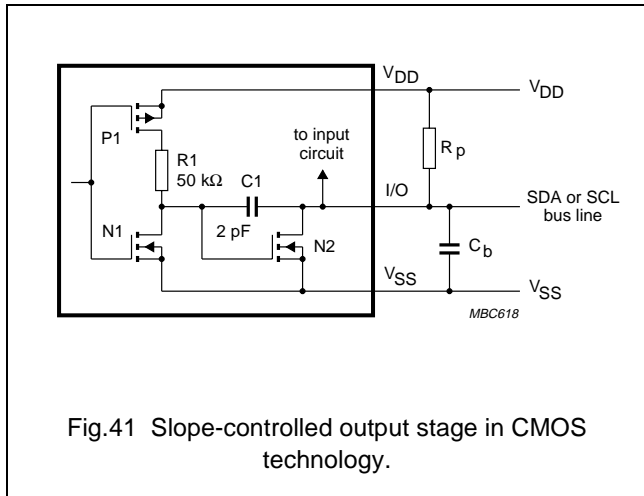 VDD
VDD
P1
to input
circuit
Rp
R1
50 kΩ
C1
I/O
SDA or SCL
bus line
N1
2 pF
N2
Cb
VSS
VSS
MBC618
Fig.41 Slope-controlled output stage in CMOS
technology.